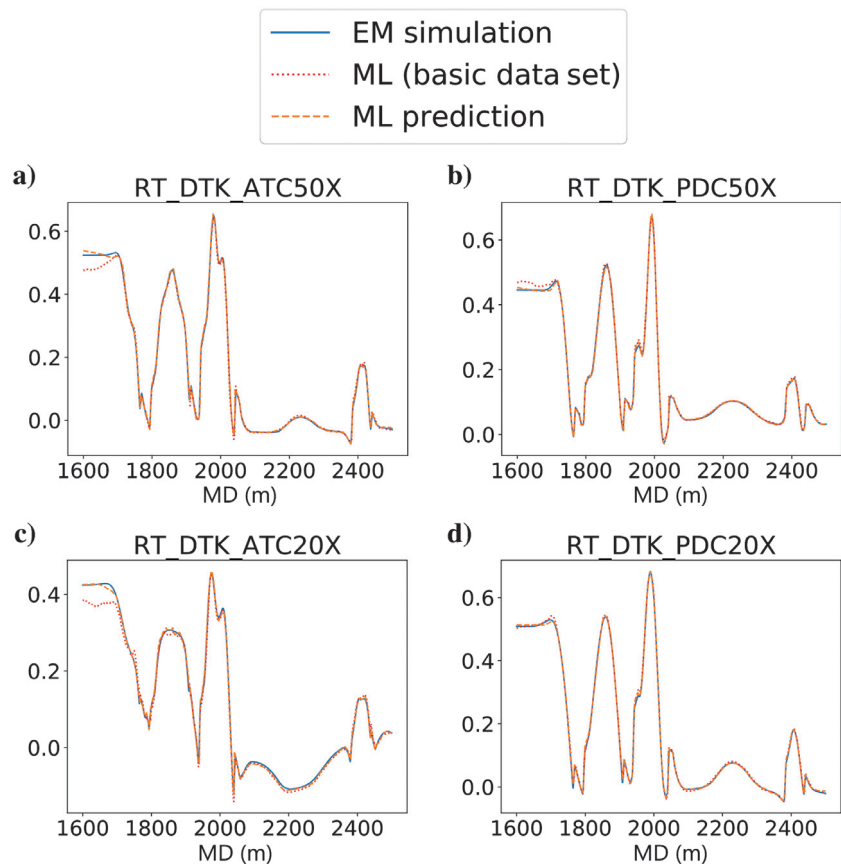 EM simulation
ML (basic data set)
ML prediction
a)
RT_DTK_ATC50X
0.6
0.4
0.2
0.0
1600 1800 2000 2200 2400
MD (m)
b)
RT_DTK_PDC50X
0.6
0.4
0.2
0.0
1600 1800 2000 2200 2400
MD (m)
c)
RT_DTK_ATC20X
0.4
0.2
0.0
1600 1800 2000 2200 2400
MD (m)
d)
RT_DTK_PDC20X
0.6
0.4
0.2
0.0
1600 1800 2000 2200 2400
MD (m)